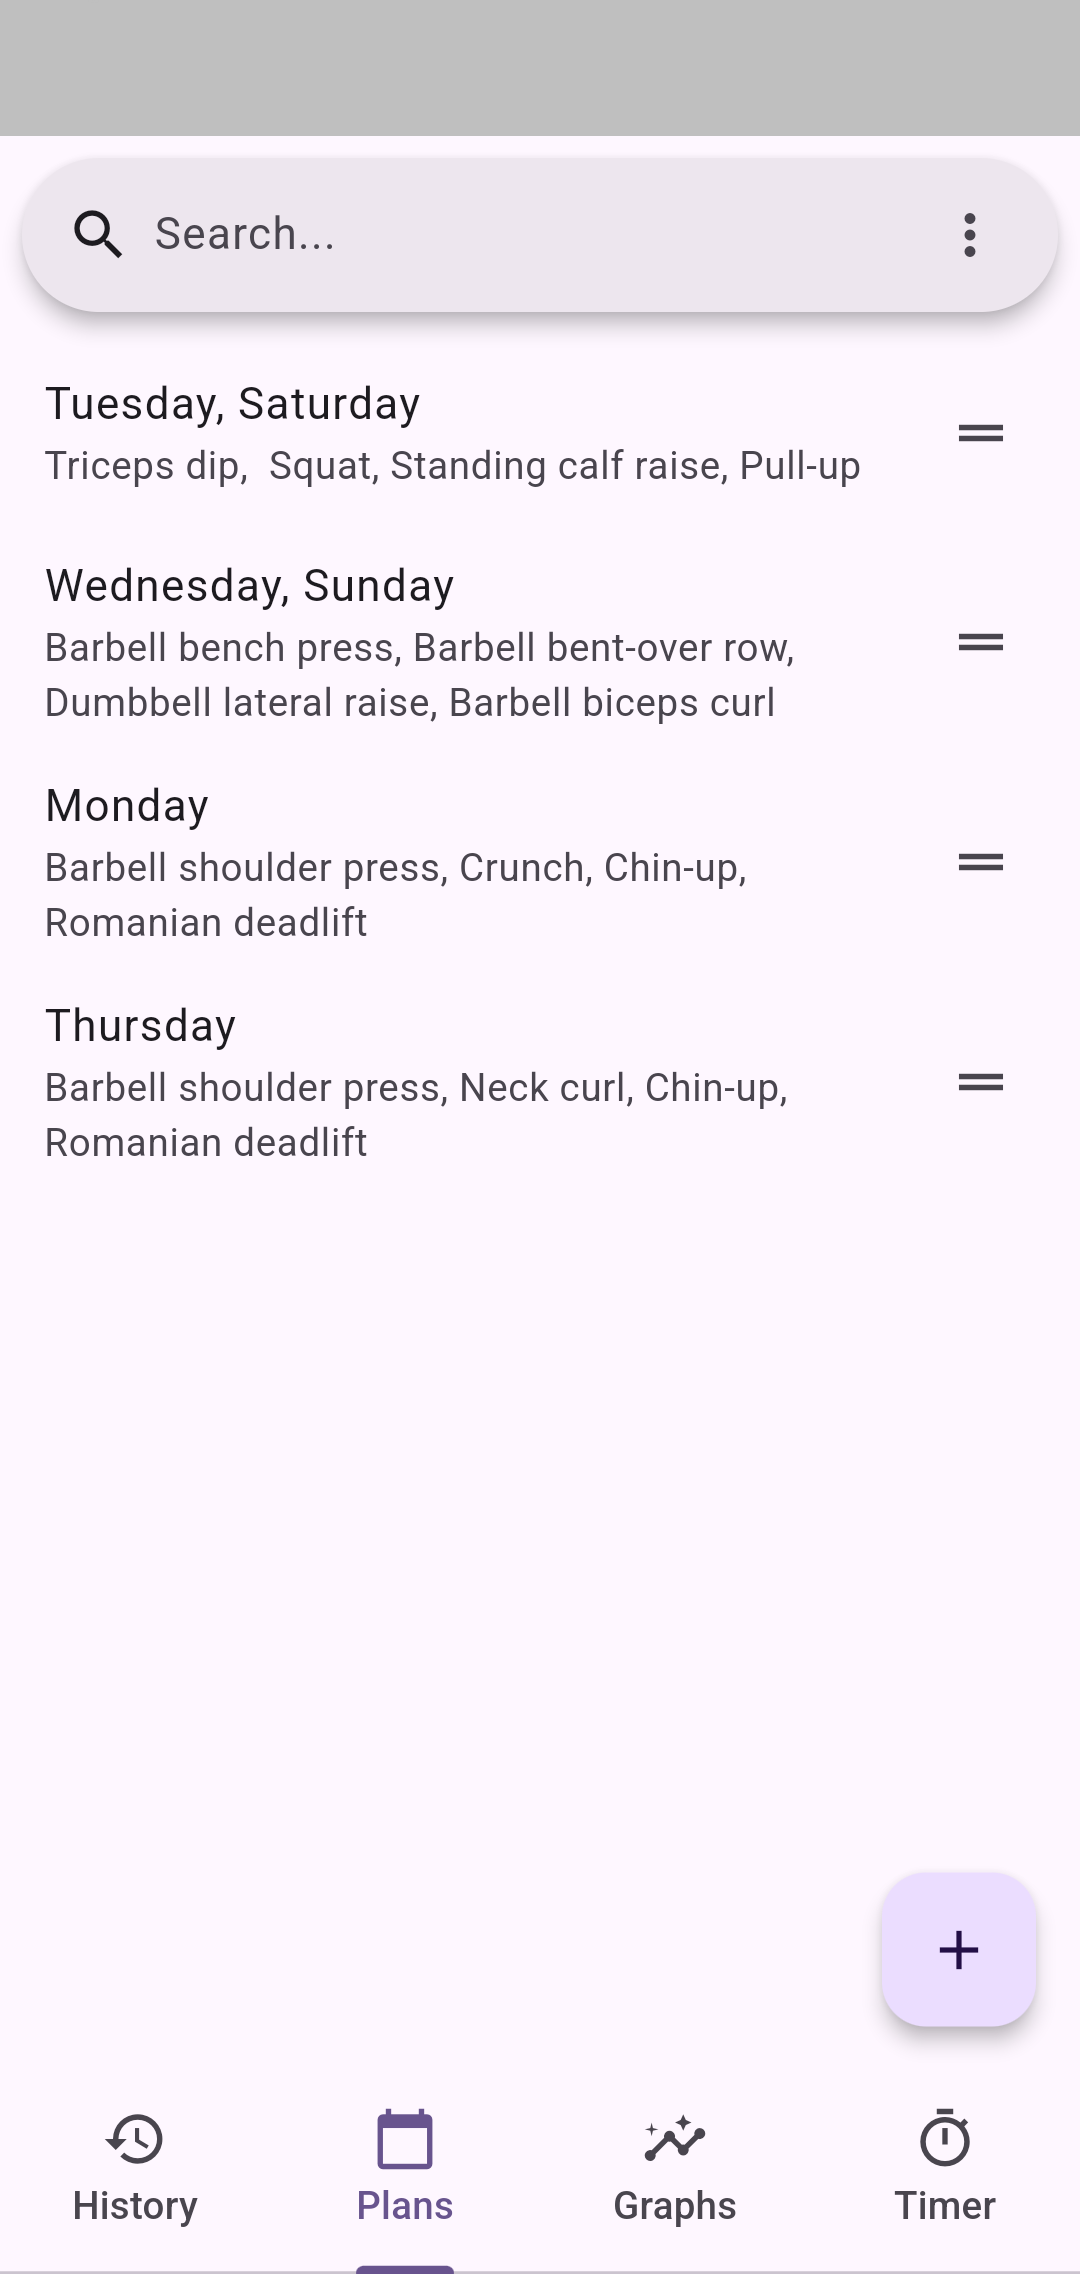 Search...
Tuesday, Saturday
Triceps dip,  Squat, Standing calf raise, Pull-up
Wednesday, Sunday
Barbell bench press, Barbell bent-over row,
Dumbbell lateral raise, Barbell biceps curl
Monday
Barbell shoulder press, Crunch, Chin-up,
Romanian deadlift
Thursday
Barbell shoulder press, Neck curl, Chin-up,
Romanian deadlift
History
Plans
Graphs
Timer